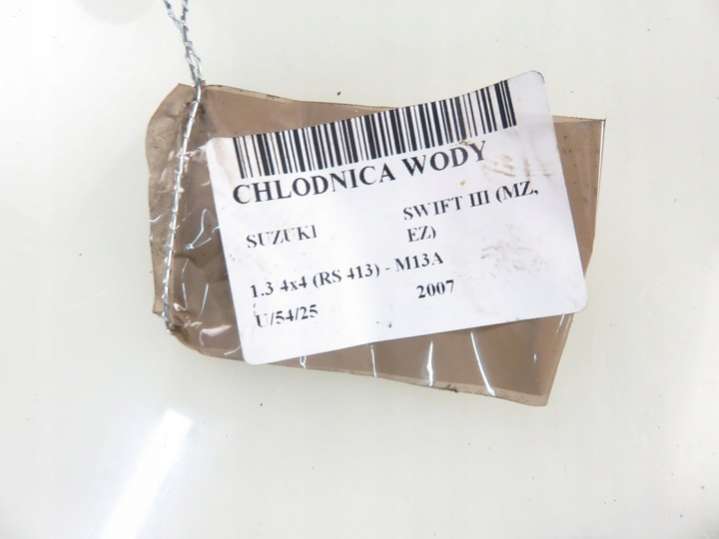 CHLODNICA WODY
SUZUKI SWIFT III (MZ,
EZ)
1.3 4x4 (RS 413) - M13A
U/54/25 2007